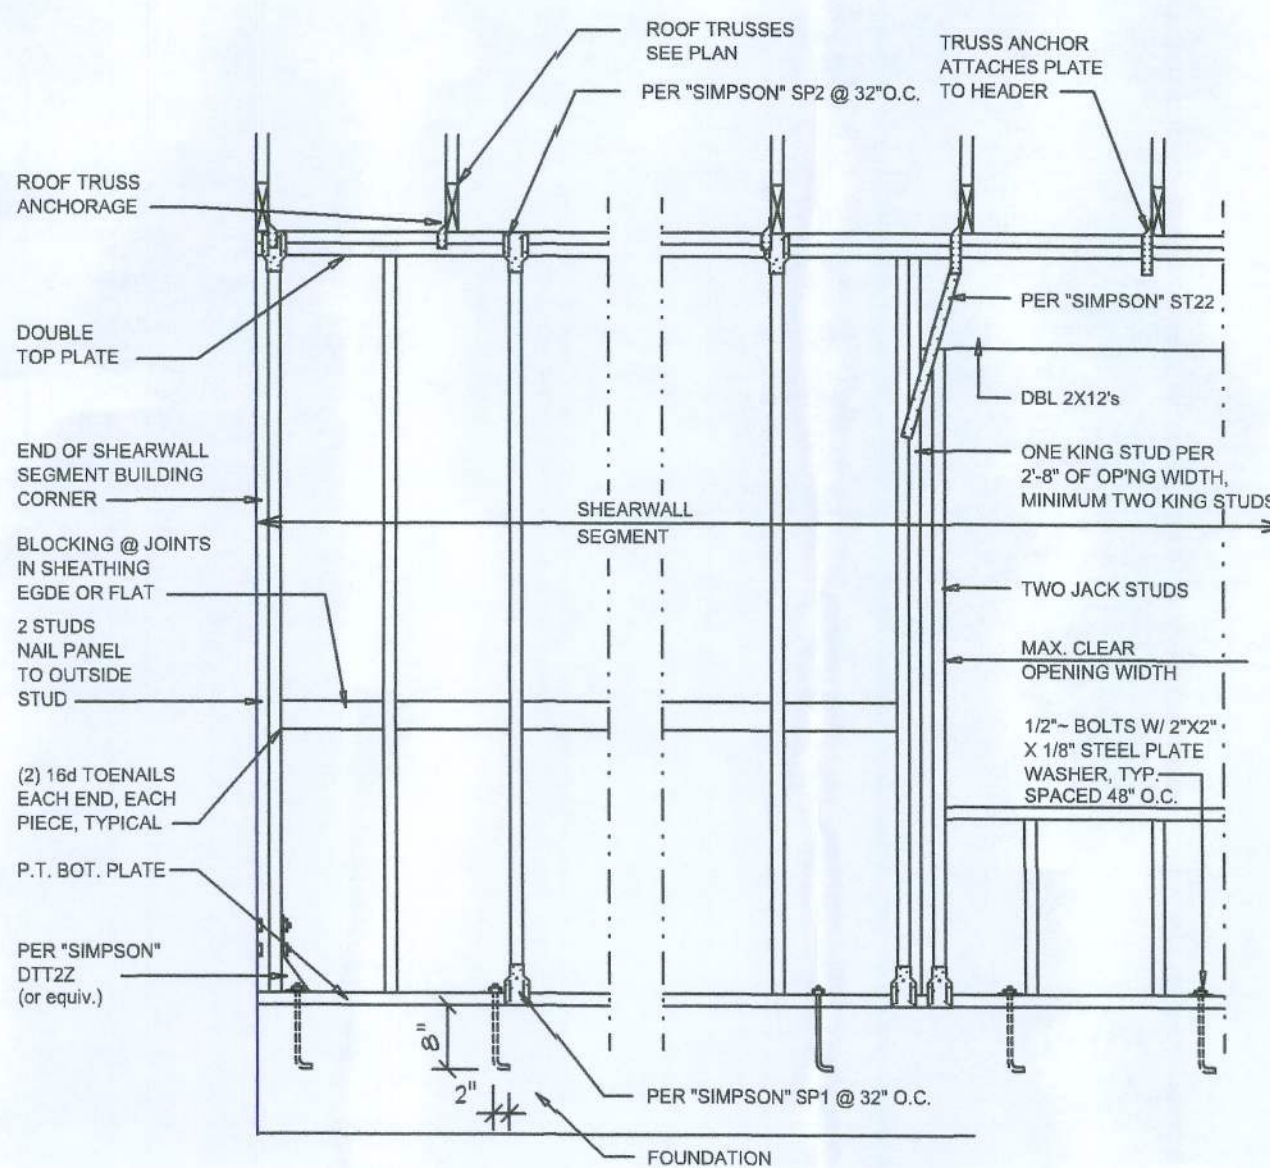 ROOF TRUSSES
SEE PLAN
PER "SIMPSON" SP2 @ 32"O.C.
TRUSS ANCHOR
ATTACHES PLATE
TO HEADER
ROOF TRUSS
ANCHORAGE
DOUBLE
TOP PLATE
END OF SHEARWALL
SEGMENT BUILDING
CORNER
BLOCKING @ JOINTS
IN SHEATHING
EGDE OR FLAT
2 STUDS
NAIL PANEL
TO OUTSIDE
STUD
(2) 16d TOENAILS
EACH END, EACH
PIECE, TYPICAL
P.T. BOT. PLATE
PER "SIMPSON"
DTT2Z
(or equiv.)
SHEARWALL
SEGMENT
PER "SIMPSON" ST22
DBL 2X12's
ONE KING STUD PER
2'-8" OF OP'NG WIDTH,
MINIMUM TWO KING STUDS
TWO JACK STUDS
MAX. CLEAR
OPENING WIDTH
1/2"~ BOLTS W/ 2"X2"
X 1/8" STEEL PLATE
WASHER, TYP.
SPACED 48" O.C.
8"
2"
PER "SIMPSON" SP1 @ 32" O.C.
FOUNDATION